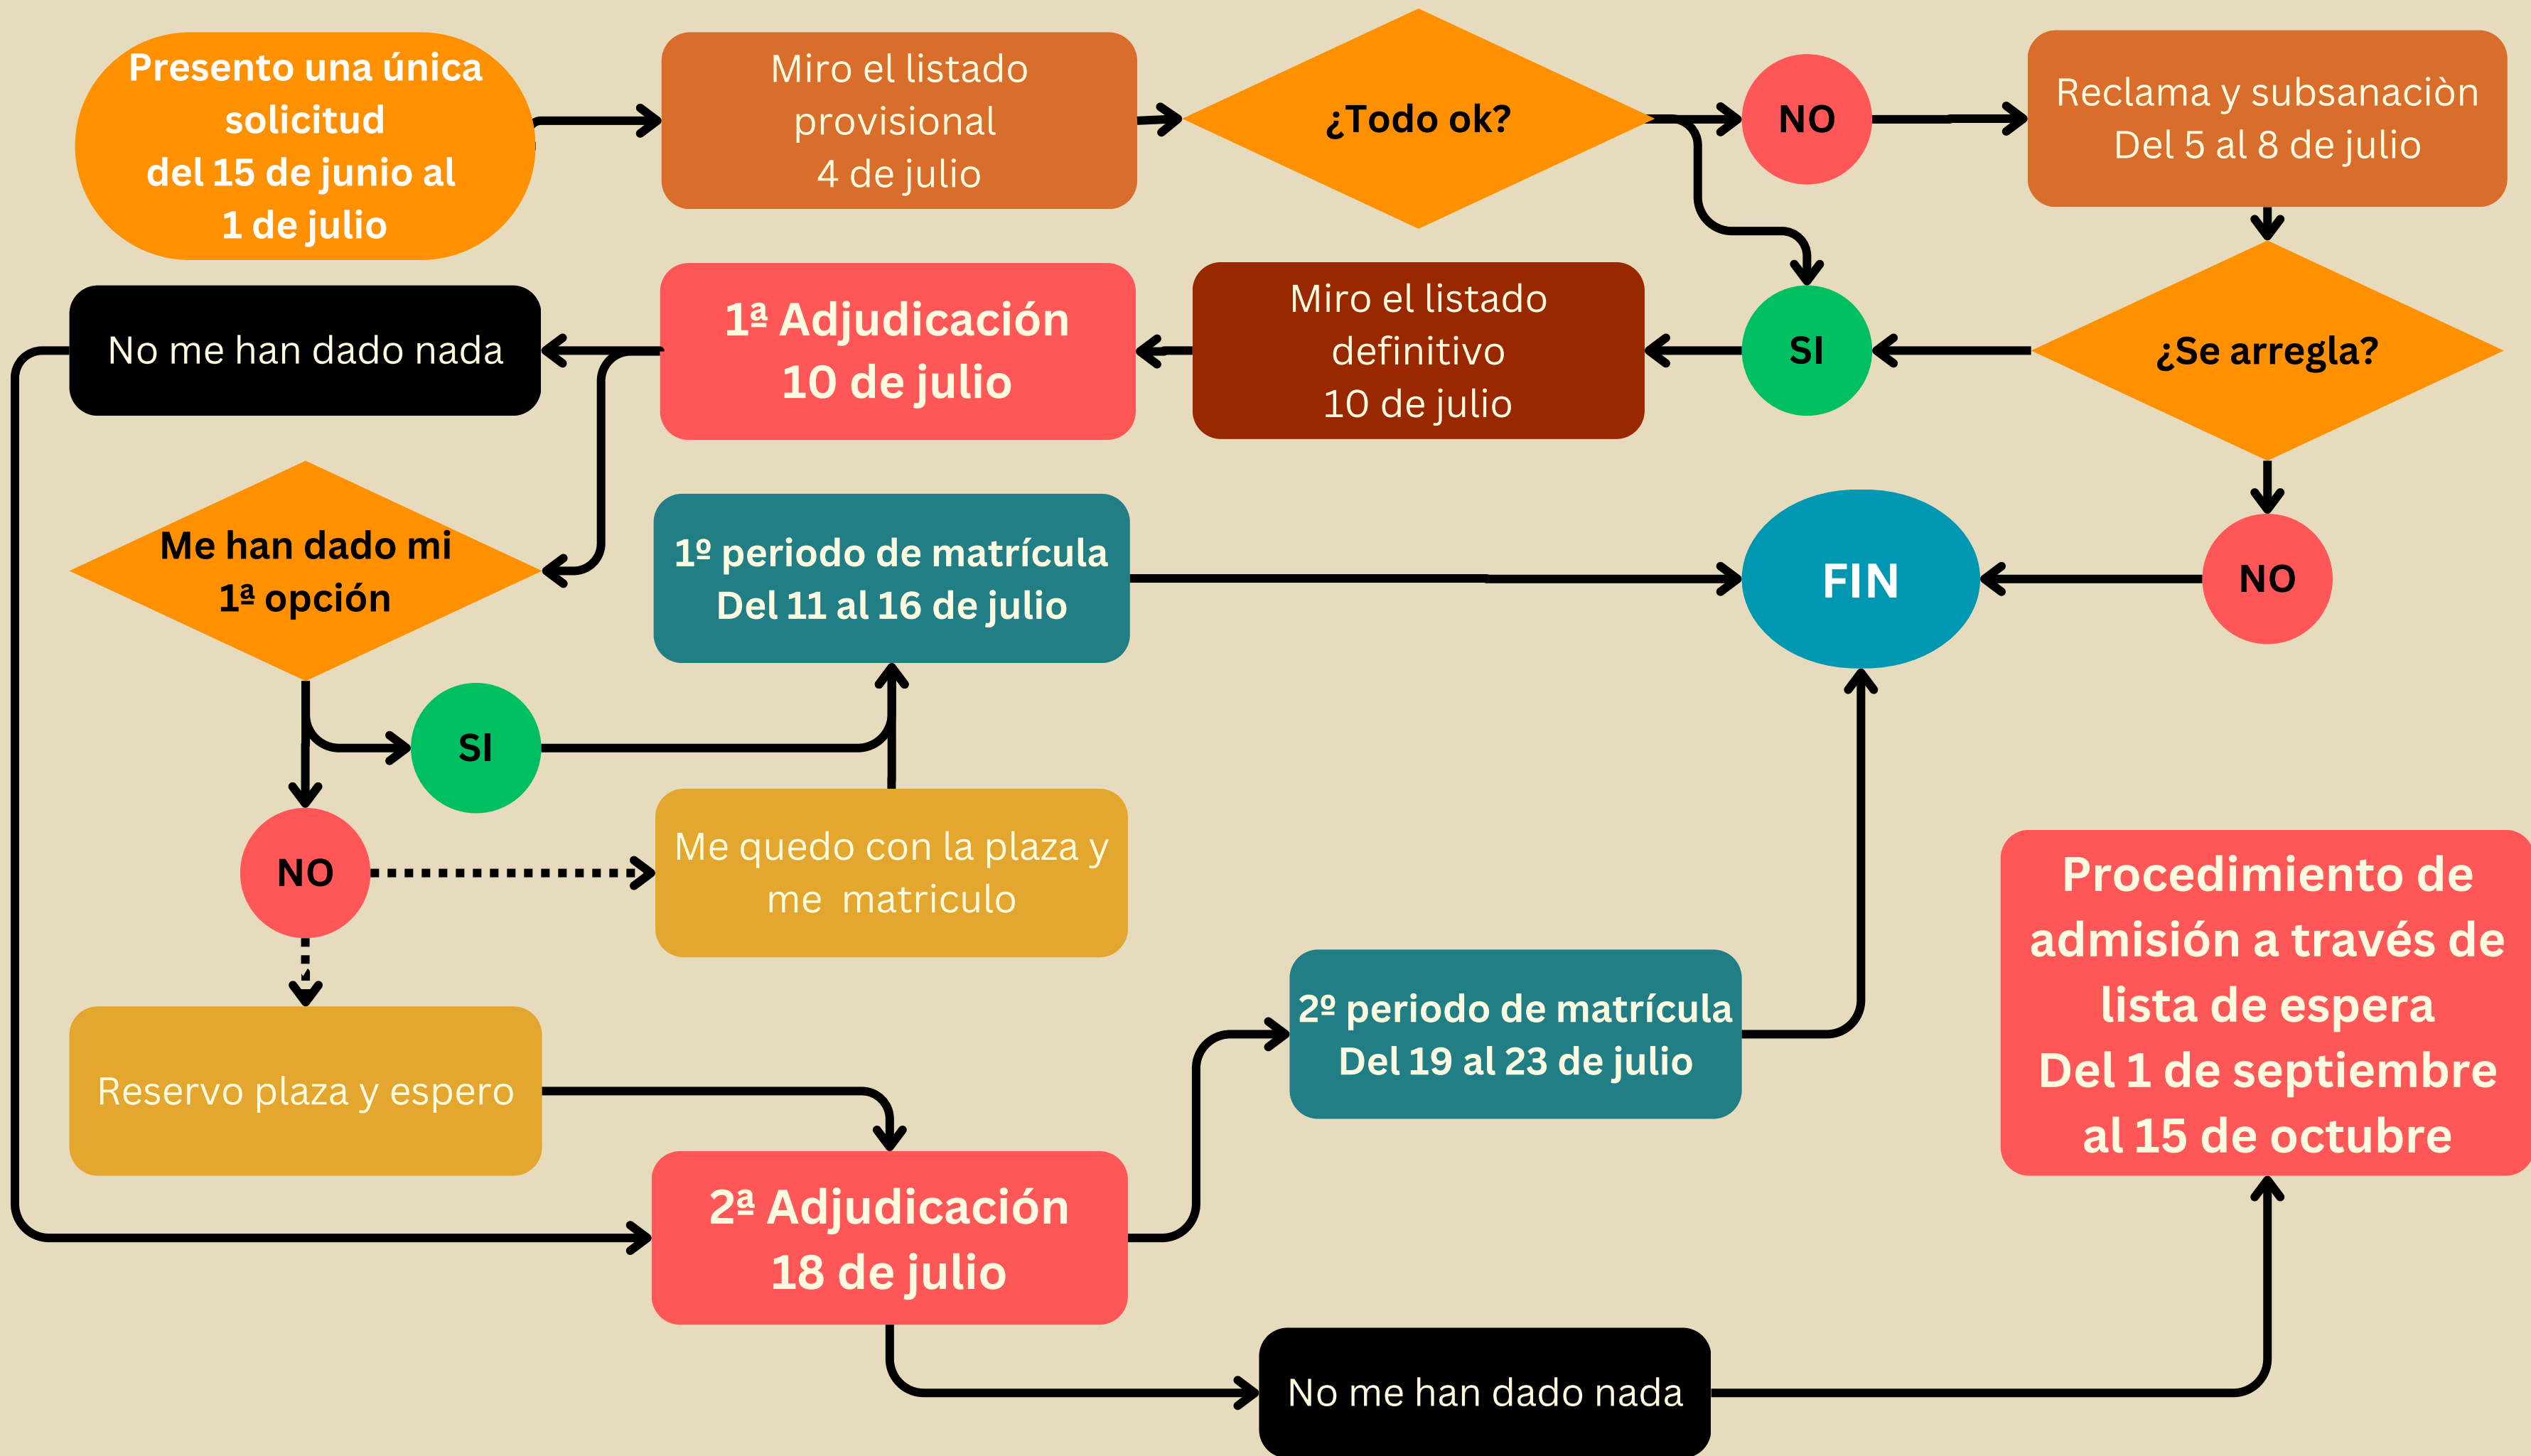 Presento una única
solicitud
del 15 de junio al
1 de julio
Miro el listado
provisional
4 de julio
¿Todo ok?
NO
Reclama y subsanaciòn
Del 5 al 8 de julio
No me han dado nada
1ª Adjudicación
10 de julio
Miro el listado
definitivo
10 de julio
SI
¿Se arregla?
Me han dado mi
1ª opción
1º periodo de matrícula
Del 11 al 16 de julio
FIN
NO
SI
NO
Me quedo con la plaza y
me matriculo
Procedimiento de
admisión a través de
lista de espera
Del 1 de septiembre
al 15 de octubre
Reservo plaza y espero
2º periodo de matrícula
Del 19 al 23 de julio
2ª Adjudicación
18 de julio
No me han dado nada